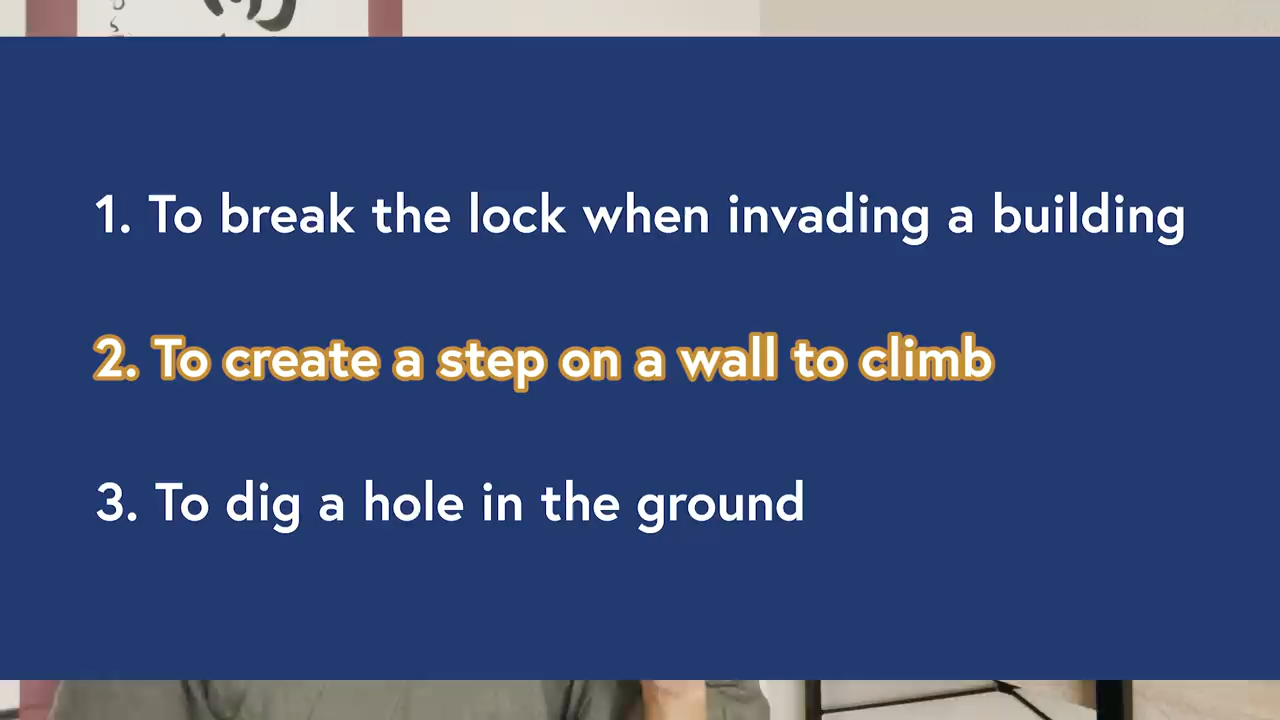 1. To break the lock when invading a building
2. To create a step on a wall to climb
3. To dig a hole in the ground